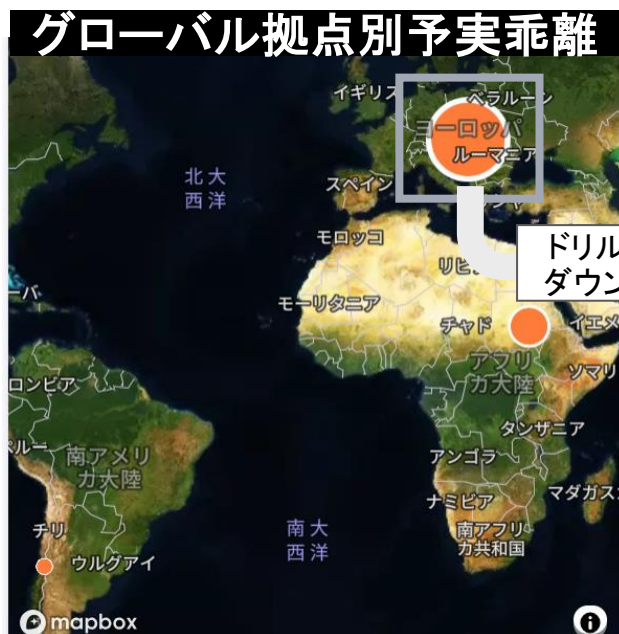 グローバル拠点別予実乖離
イギリス
ベラルーシ
ヨーロッパ
ルーマニア
北大
西洋
スペイン
モロッコ
ドリル
ダウン
モーリタニア
チャド
イエメ
アフリ
カ大陸
ソマリ
ロンビア
タンザニア
南アメリ
カ大陸
アンゴラ
ナミビア
マダガス
南大
西洋
南アフリ
カ共和国
チリ
ウルグアイ
mapbox